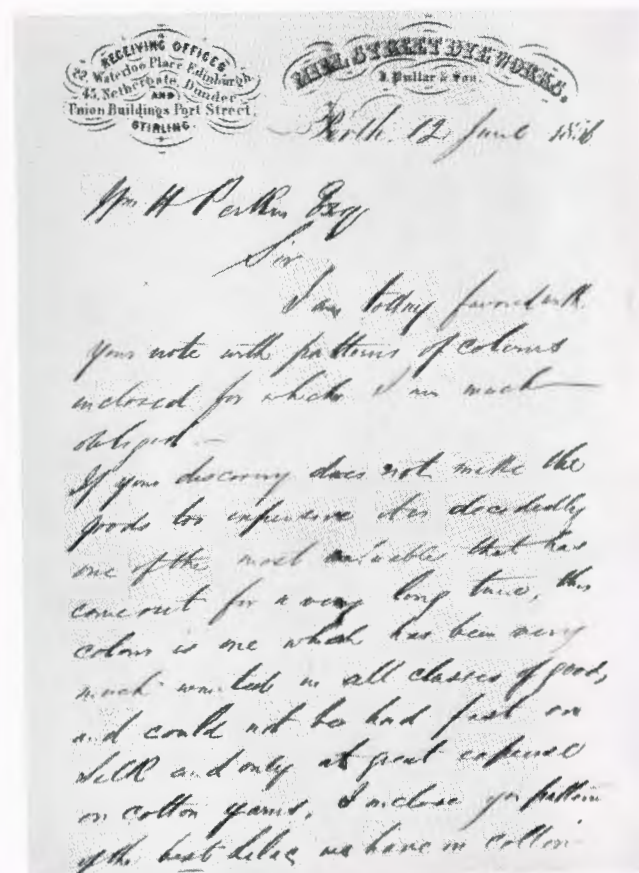 RECEIVING OFFICES
22, Waterloo Place Edinburgh
45, Nethergate, Dundee
AND
Union Buildings Port Street
STIRLING.
MILL STREET DYE WORKS.
J. Pullar & Son.
Perth. 12 June 1856
Wm H Perkin Esq
Sir
I am today favored with
your note with patterns of colours
inclosed for which I am much
obliged –
If your discovery does not make the
goods too expensive it is decidedly
one of the most valuable that has
come out for a very long time, this
colour is one which has been very
much wanted in all classes of goods,
and could not be had fast on
Silk and only at great expense
on cotton yarns, I inclose you pattern
of the best lilac we have on cotton